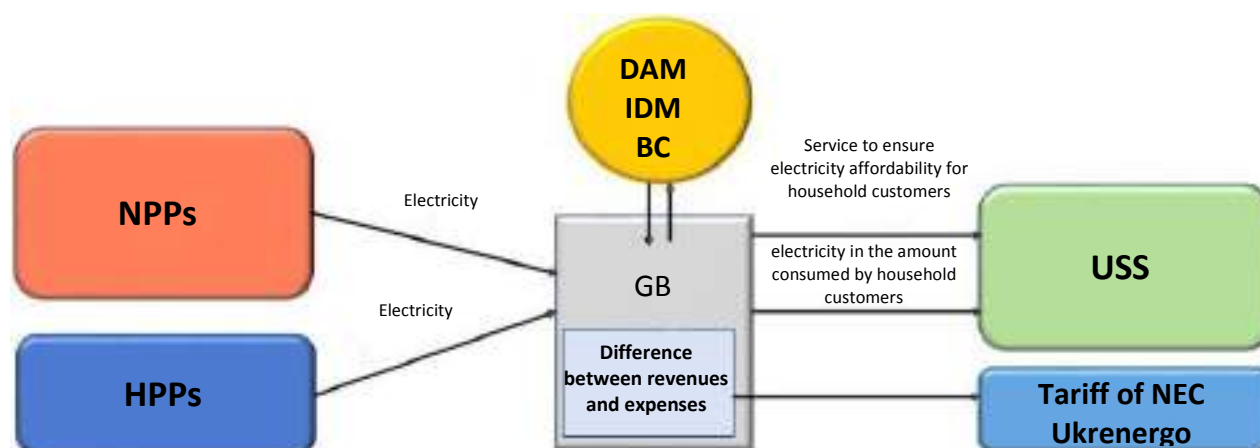 DAM
IDM
BC
NPPs
Electricity
Electricity
HPPs
GB
Difference
between revenues
and expenses
Service to ensure
electricity affordability for
household customers
electricity in the amount
consumed by household
customers
USS
Tariff of NEC
Ukrenergo